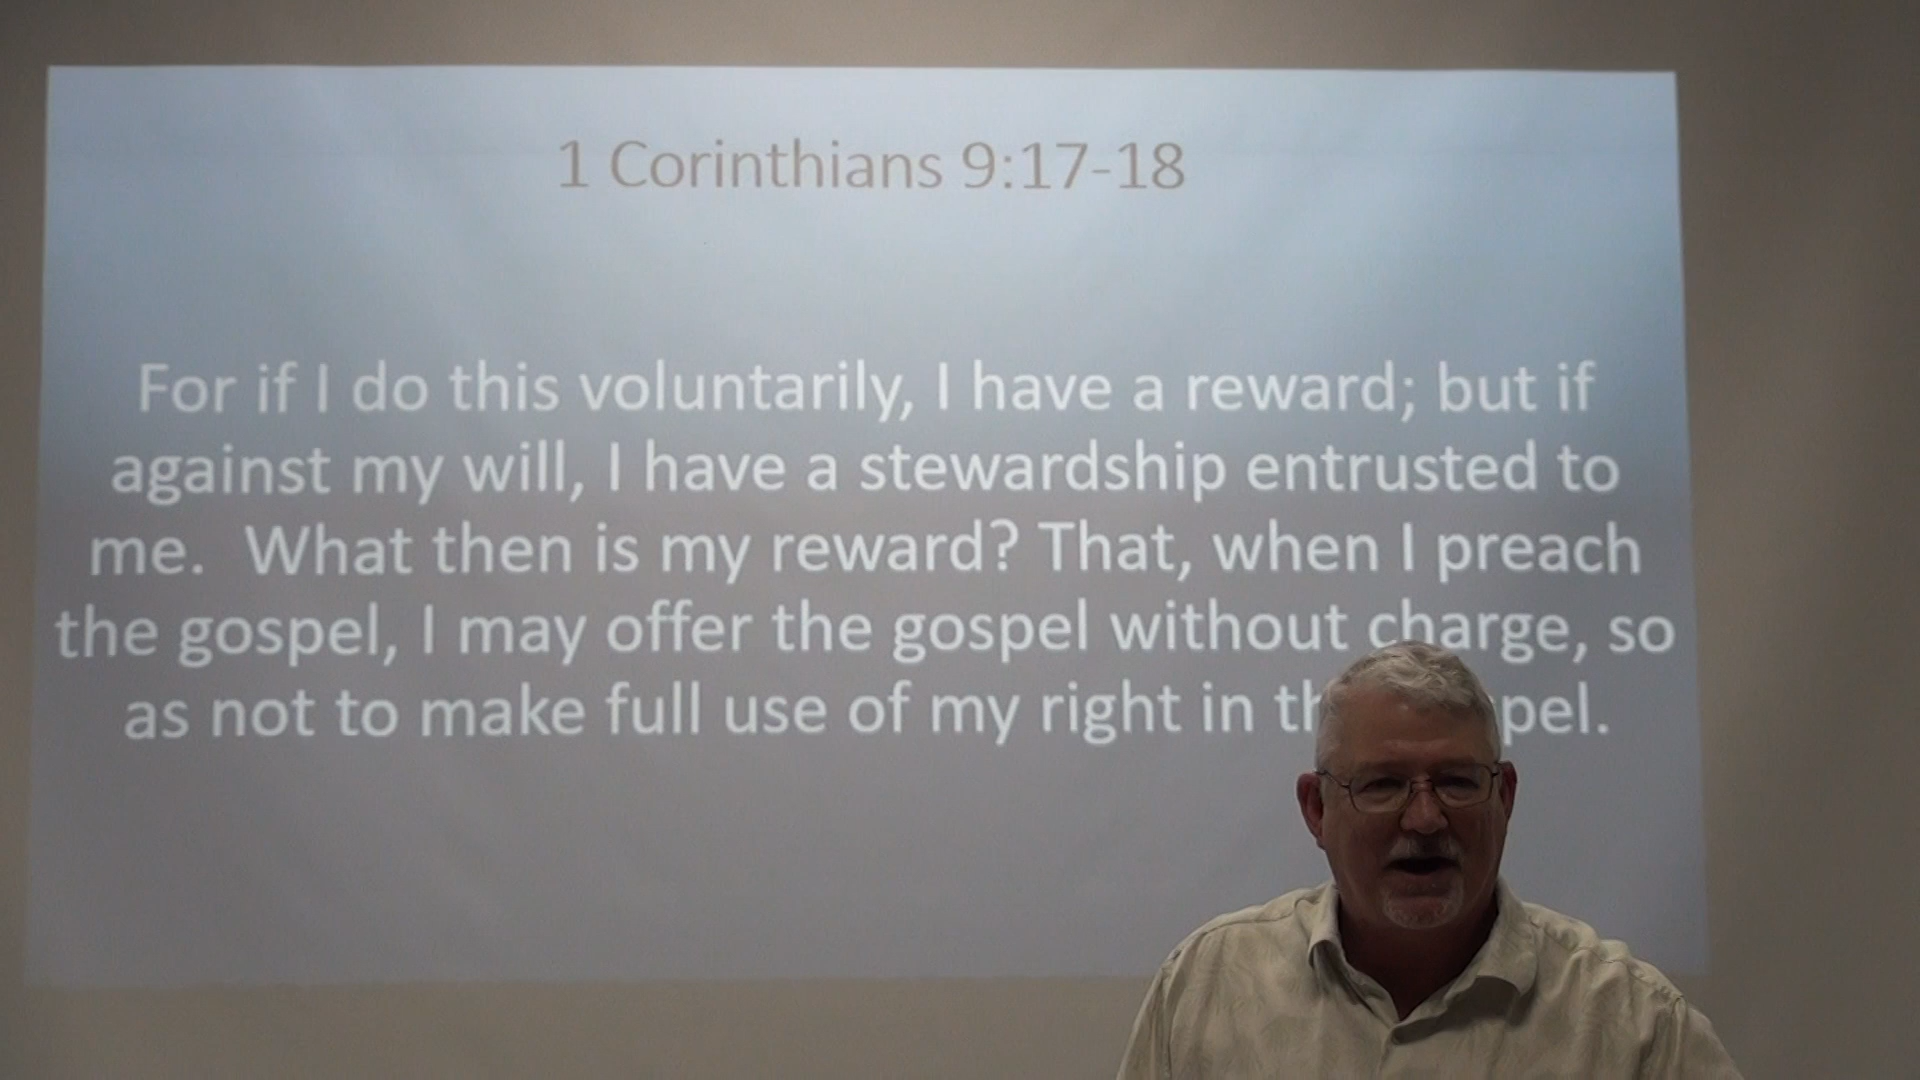 1 Corinthians 9:17-18
For if I do this voluntarily, I have a reward; but if
against my will, I have a stewardship entrusted to
me.  What then is my reward? That, when I preach
the gospel, I may offer the gospel without charge, so
as not to make full use of my right in